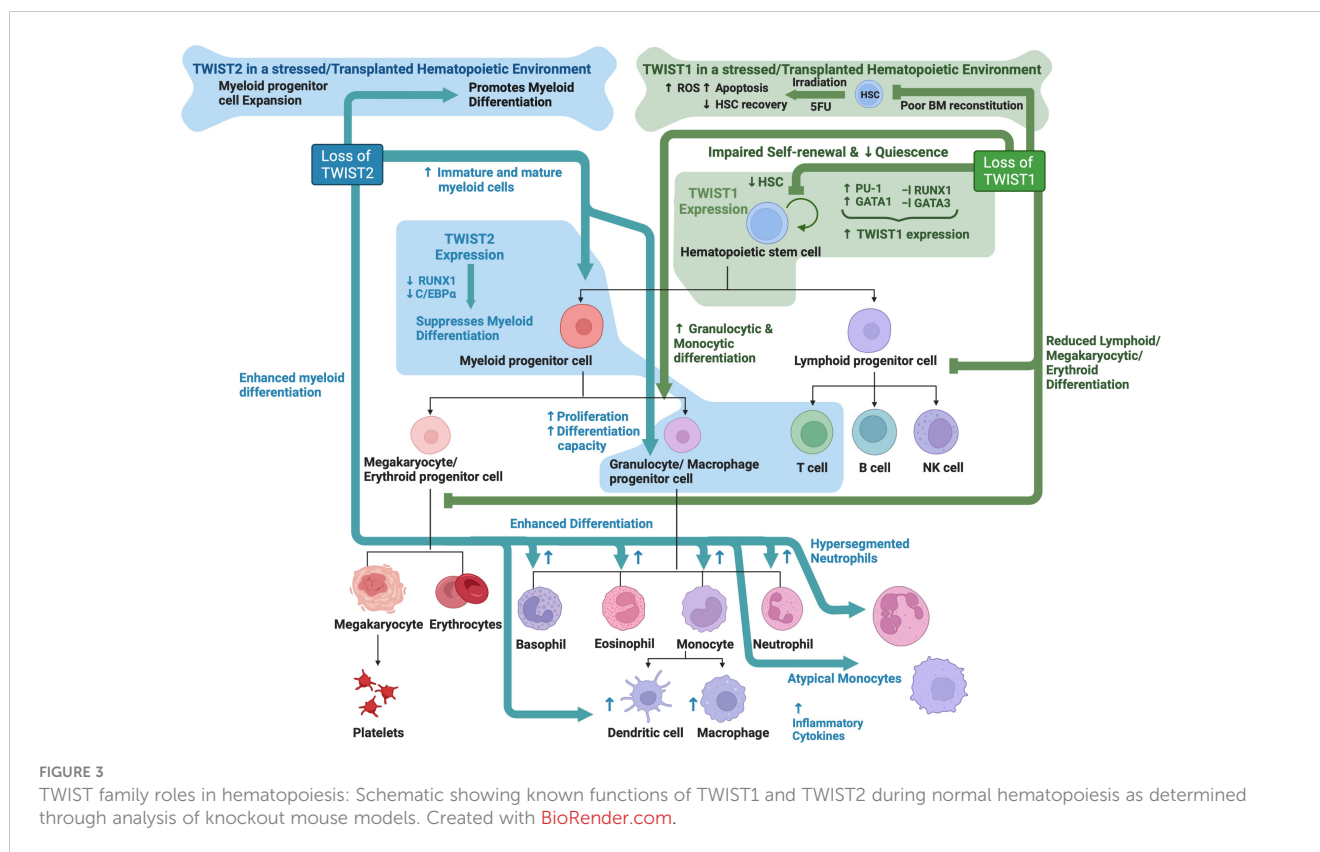 TWIST2 in a stressed/Transplanted Hematopoietic Environment
Myeloid progenitor
cell Expansion
Promotes Myeloid
Differentiation
TWIST1 in a stressed/Transplanted Hematopoietic Environment
↑ ROS ↑ Apoptosis
↓ HSC recovery
Irradiation
5FU
HSC
Poor BM reconstitution
Loss of
TWIST2
↑ Immature and mature
myeloid cells
Impaired Self-renewal & ↓ Quiescence
Loss of
TWIST1
TWIST1
Expression
↓HSC
↑ PU-1 ⊣ RUNX1
↑ GATA1 ⊣ GATA3
↑ TWIST1 expression
Hematopoietic stem cell
TWIST2
Expression
↓ RUNX1
↓ C/EBPα
Suppresses Myeloid
Differentiation
Myeloid progenitor cell
↑ Granulocytic &
Monocytic
differentiation
Lymphoid progenitor cell
Reduced Lymphoid/
Megakaryocytic/
Erythroid
Differentiation
Enhanced myeloid
differentiation
↑ Proliferation
↑ Differentiation
capacity
Megakaryocyte/
Erythroid progenitor cell
Granulocyte/ Macrophage
progenitor cell
T cell
B cell
NK cell
Enhanced Differentiation
↑
↑
↑
↑
Hypersegmented
Neutrophils
Megakaryocyte
Erythrocytes
Basophil
Eosinophil
Monocyte
Neutrophil
Atypical Monocytes
↑
↑
↑
Inflammatory
Cytokines
Platelets
Dendritic cell
Macrophage
FIGURE 3
TWIST family roles in hematopoiesis: Schematic showing known functions of TWIST1 and TWIST2 during normal hematopoiesis as determined
through analysis of knockout mouse models. Created with BioRender.com.